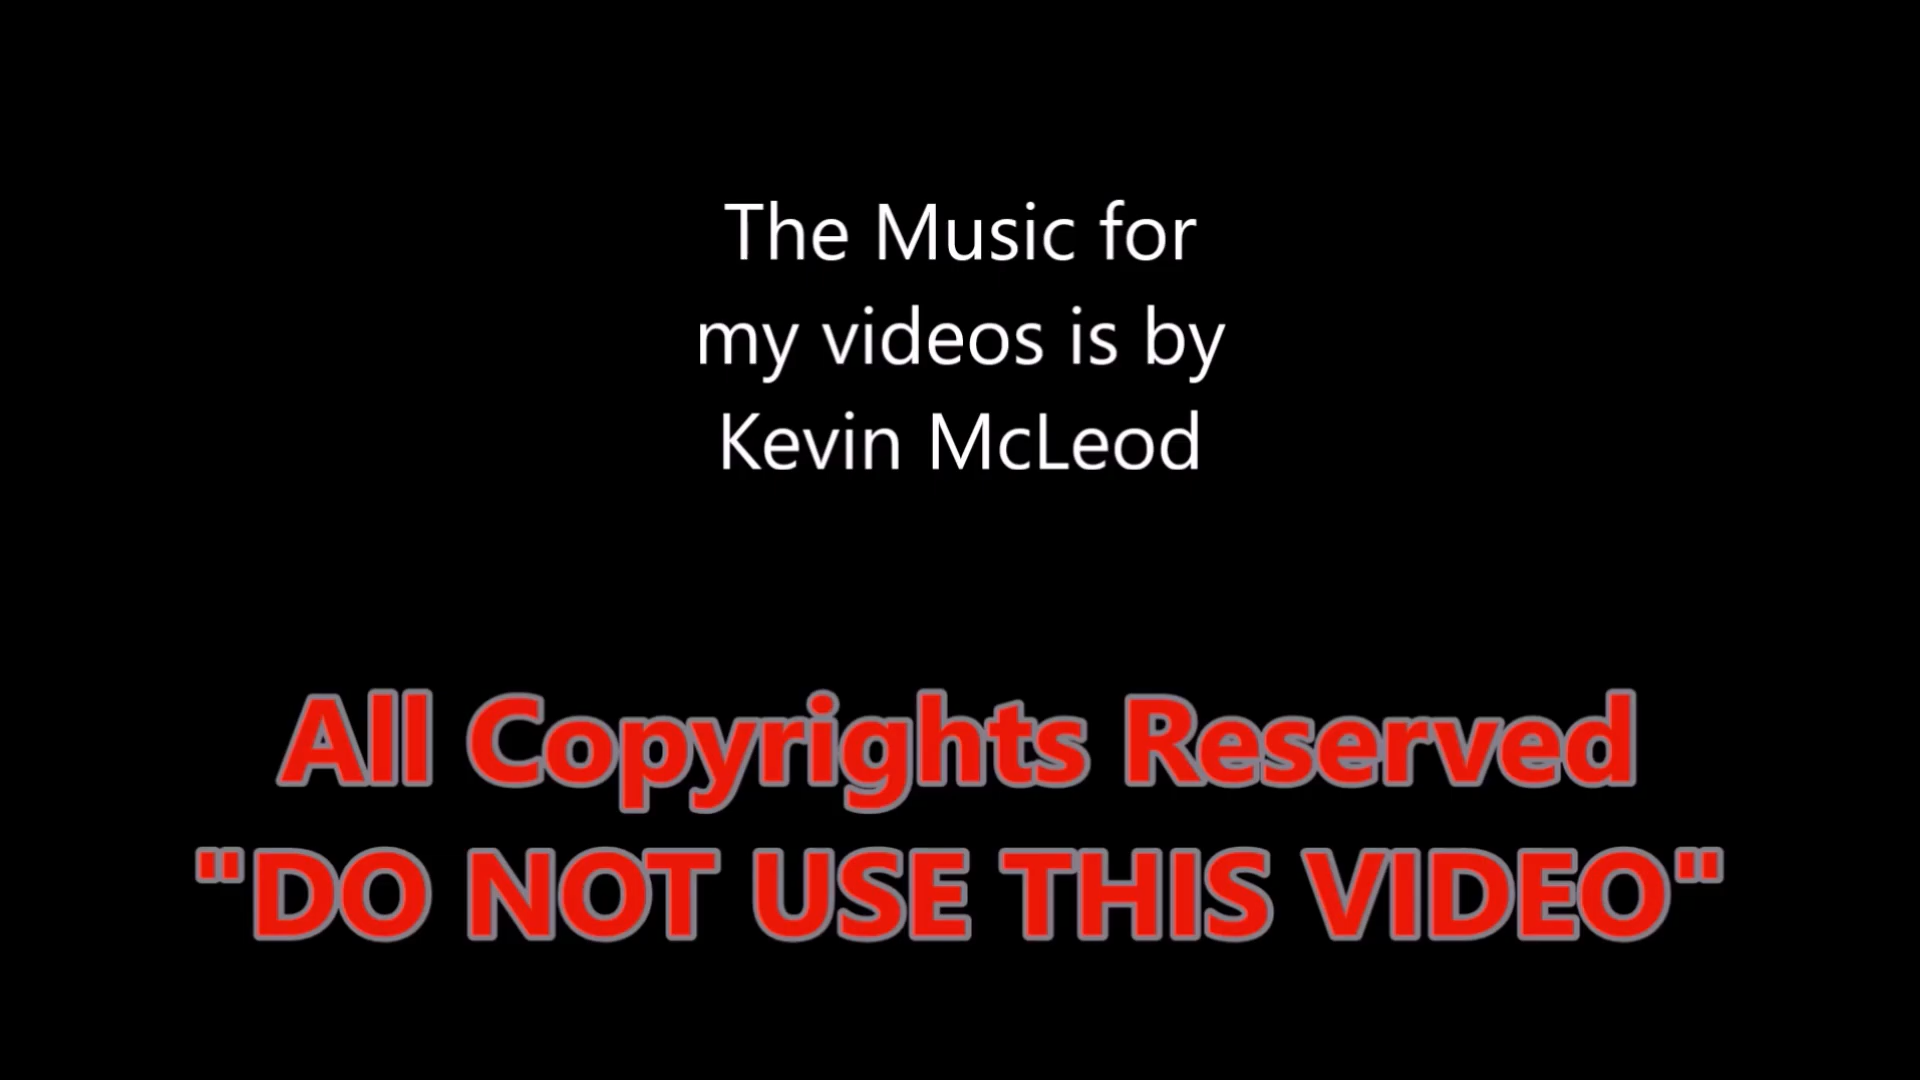 The Music for
my videos is by
Kevin McLeod
All Copyrights Reserved
"DO NOT USE THIS VIDEO"